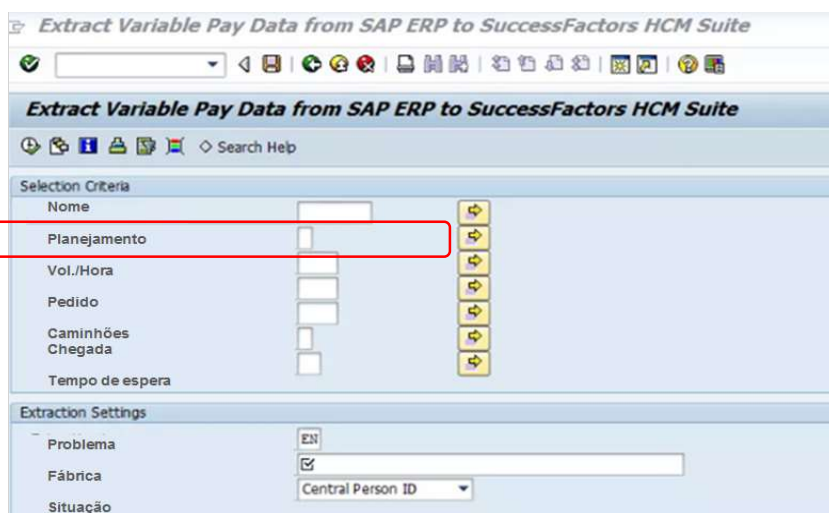 Extract Variable Pay Data from SAP ERP to SuccessFactors HCM Suite
Extract Variable Pay Data from SAP ERP to SuccessFactors HCM Suite
Search Help
Selection Criteria
Nome
Planejamento
Vol./Hora
Pedido
Caminhões
Chegada
Tempo de espera
Extraction Settings
Problema EN
Fábrica
Central Person ID
Situação